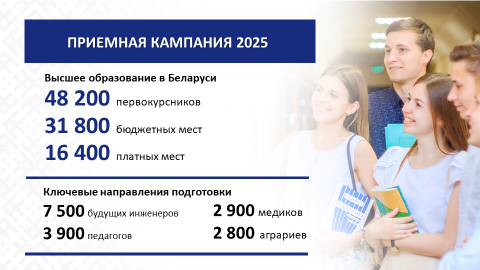 ПРИЕМНАЯ КАМПАНИЯ 2025
Высшее образование в Беларуси
48 200 первокурсников
31 800 бюджетных мест
16 400 платных мест
Ключевые направления подготовки
7 500 будущих инженеров 2 900 медиков
3 900 педагогов 2 800 аграриев